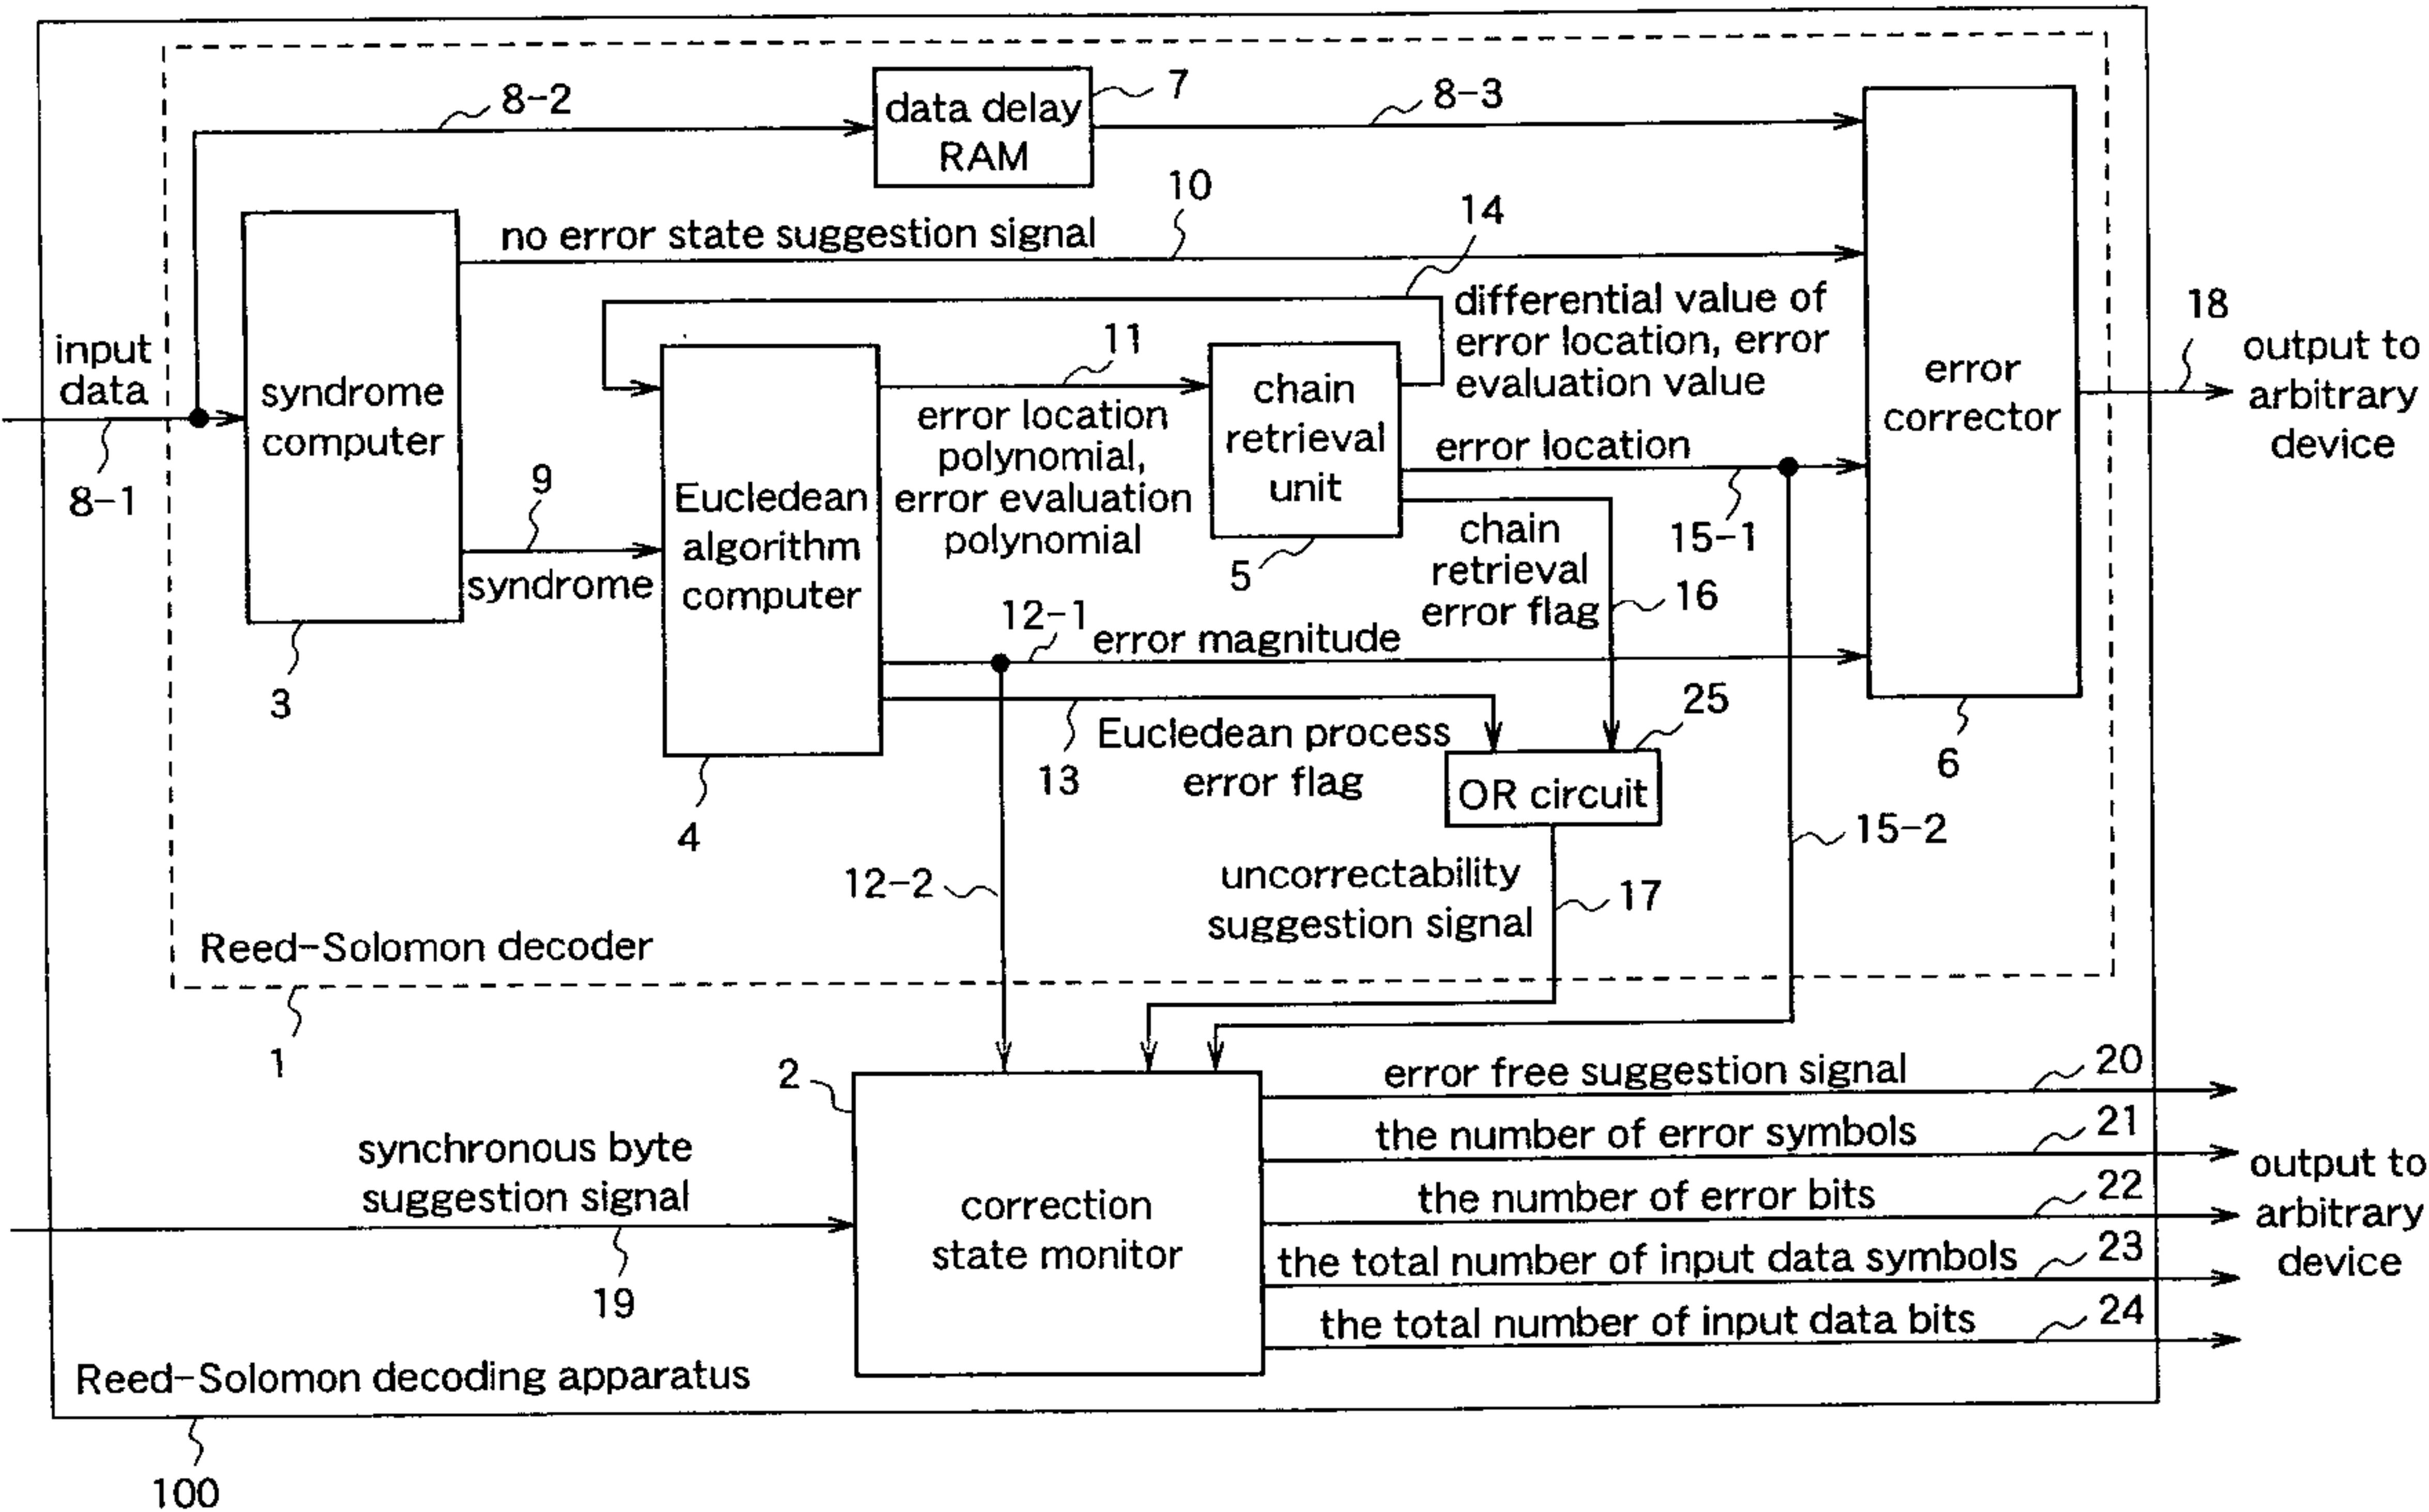 8-2
data delay
RAM
7
8-3
10
no error state suggestion signal
14
differential value of
error location, error
evaluation value
18
output to
arbitrary
device
input
data
8-1
syndrome
computer
3
9
syndrome
Eucledean
algorithm
computer
4
11
error location
polynomial,
error evaluation
polynomial
chain
retrieval
unit
5
error location
15-1
chain
retrieval
error flag
16
error
corrector
6
12-1
error magnitude
Eucledean process
error flag
13
25
OR circuit
12-2
uncorrectability
suggestion signal
17
15-2
Reed-Solomon decoder
1
2
error free suggestion signal
20
the number of error symbols
21
the number of error bits
22
the total number of input data symbols
23
the total number of input data bits
24
output to
arbitrary
device
synchronous byte
suggestion signal
19
correction
state monitor
Reed-Solomon decoding apparatus
100